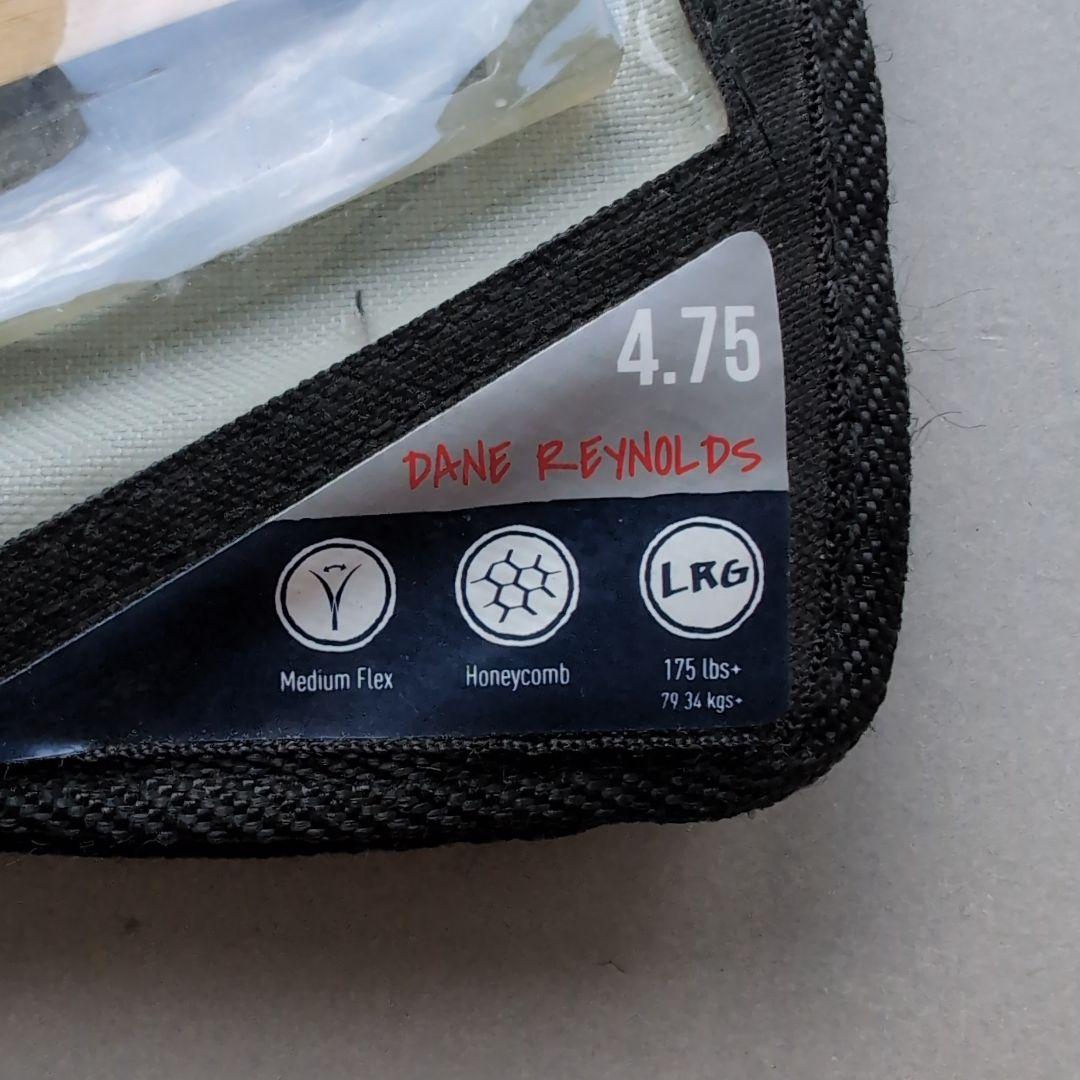 4.75
DANE REYNOLDS
LRG
Medium Flex
Honeycomb
175 lbs+
79 34 kgs+